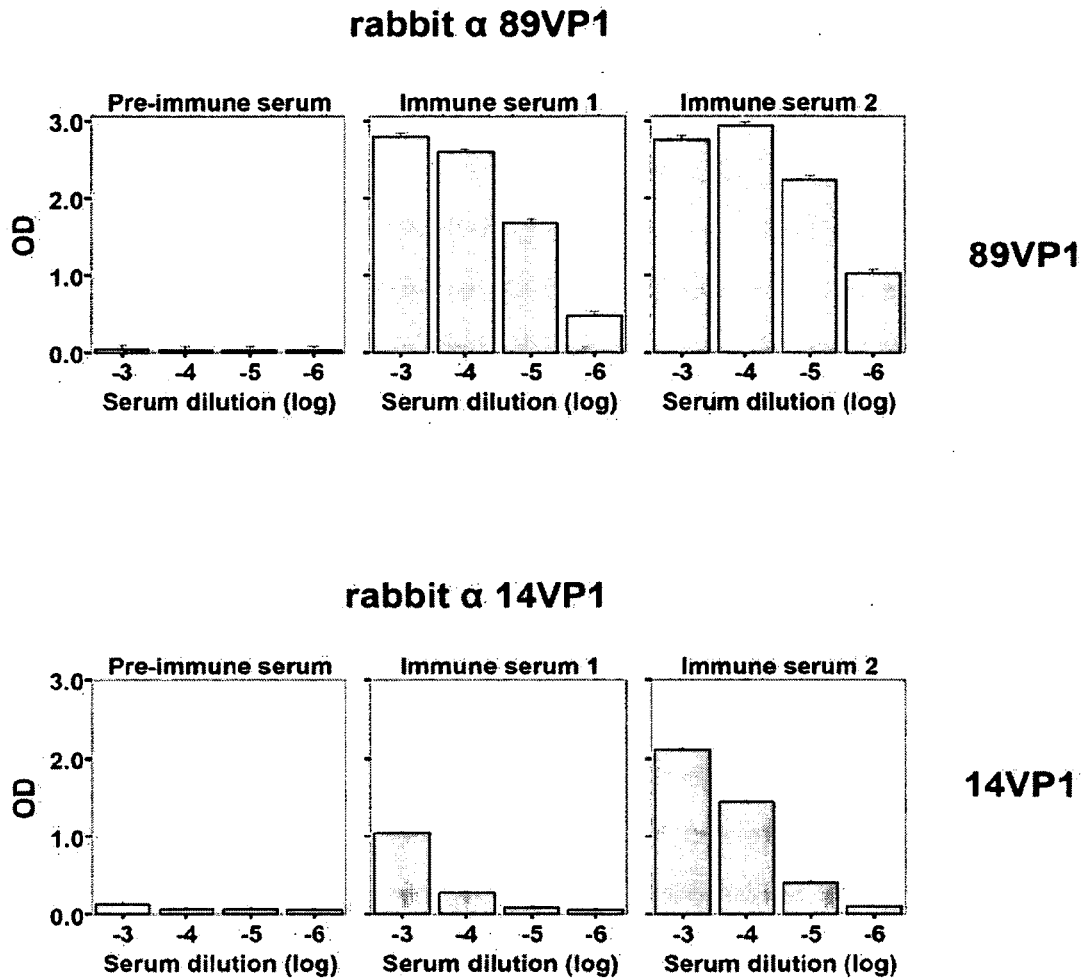 rabbit α 89VP1
Pre-immune serum Immune serum 1 Immune serum 2
3.0
2.0
1.0
0.0
OD
-3 -4 -5 -6 -3 -4 -5 -6 -3 -4 -5 -6
Serum dilution (log) Serum dilution (log) Serum dilution (log)
89VP1
rabbit α 14VP1
Pre-immune serum Immune serum 1 Immune serum 2
3.0
2.0
1.0
0.0
OD
-3 -4 -5 -6 -3 -4 -5 -6 -3 -4 -5 -6
Serum dilution (log) Serum dilution (log) Serum dilution (log)
14VP1